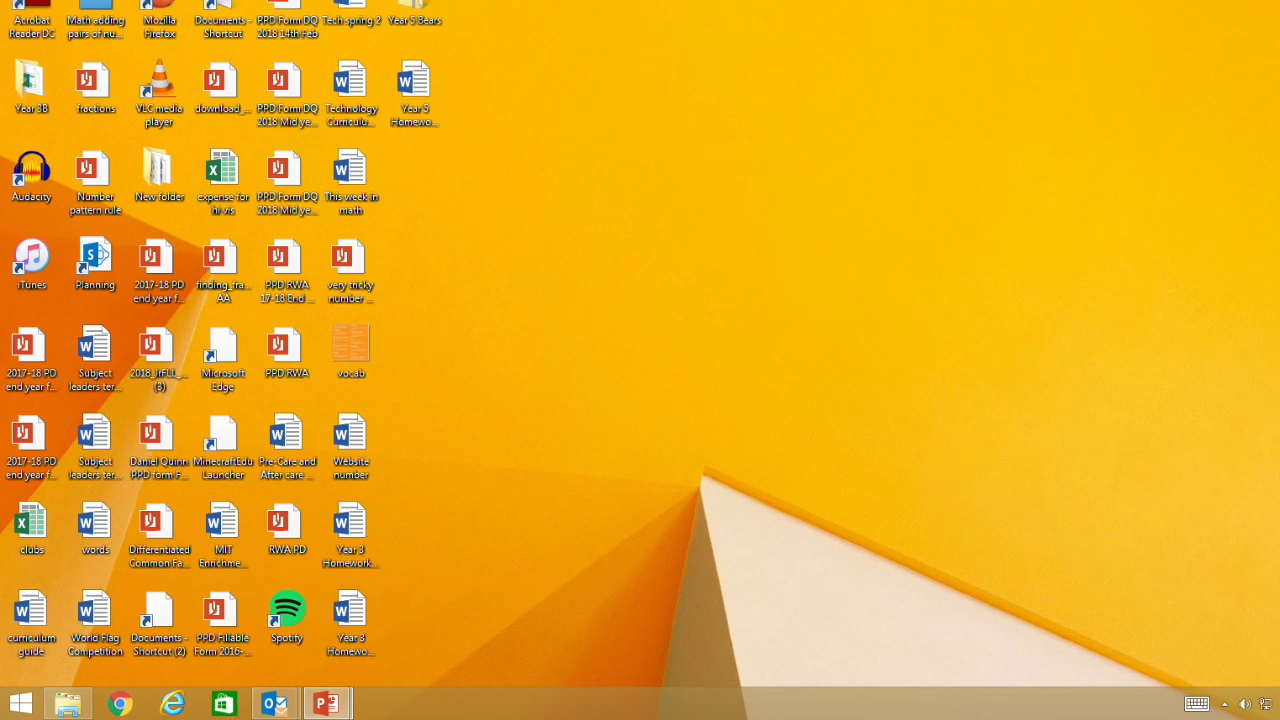 Acrobat
Reader DC
Math adding
pairs of nu...
Mozilla
Firefox
Documents -
Shortcut
PPD Form DQ
2018 14th Feb
Tech spring 2
Year 5 Bears
Year 3B
fractions
VLC media
player
download_...
PPD Form DQ
2018 Mid ye...
Technology
Curriculu...
Year 5
Homewo...
Audacity
Number
pattern rule
New folder
expense for
hi vis
PPD Form DQ
2018 Mid ye...
This week in
math
iTunes
Planning
2017-18 PD
end year f...
finding_fra...
AA
PPD RWA
17-18 End ...
very tricky
number ...
2017-18 PD
end year f...
Subject
leaders ter...
2018_JrFLL_...
(3)
Microsoft
Edge
PPD RWA
vocab
2017-18 PD
end year f...
Subject
leaders ter...
Daniel Quinn
PPD form F...
MinecraftEdu
Launcher
Pre-Care and
After care ...
Website
number
clubs
words
Differentiated
Common Fa...
MIT
Enrichme...
RWA PD
Year 3
Homework...
curriculum
guide
World Flag
Competition
Documents -
Shortcut (2)
PPD Fillable
Form 2016-...
Spotify
Year 3
Homewo...